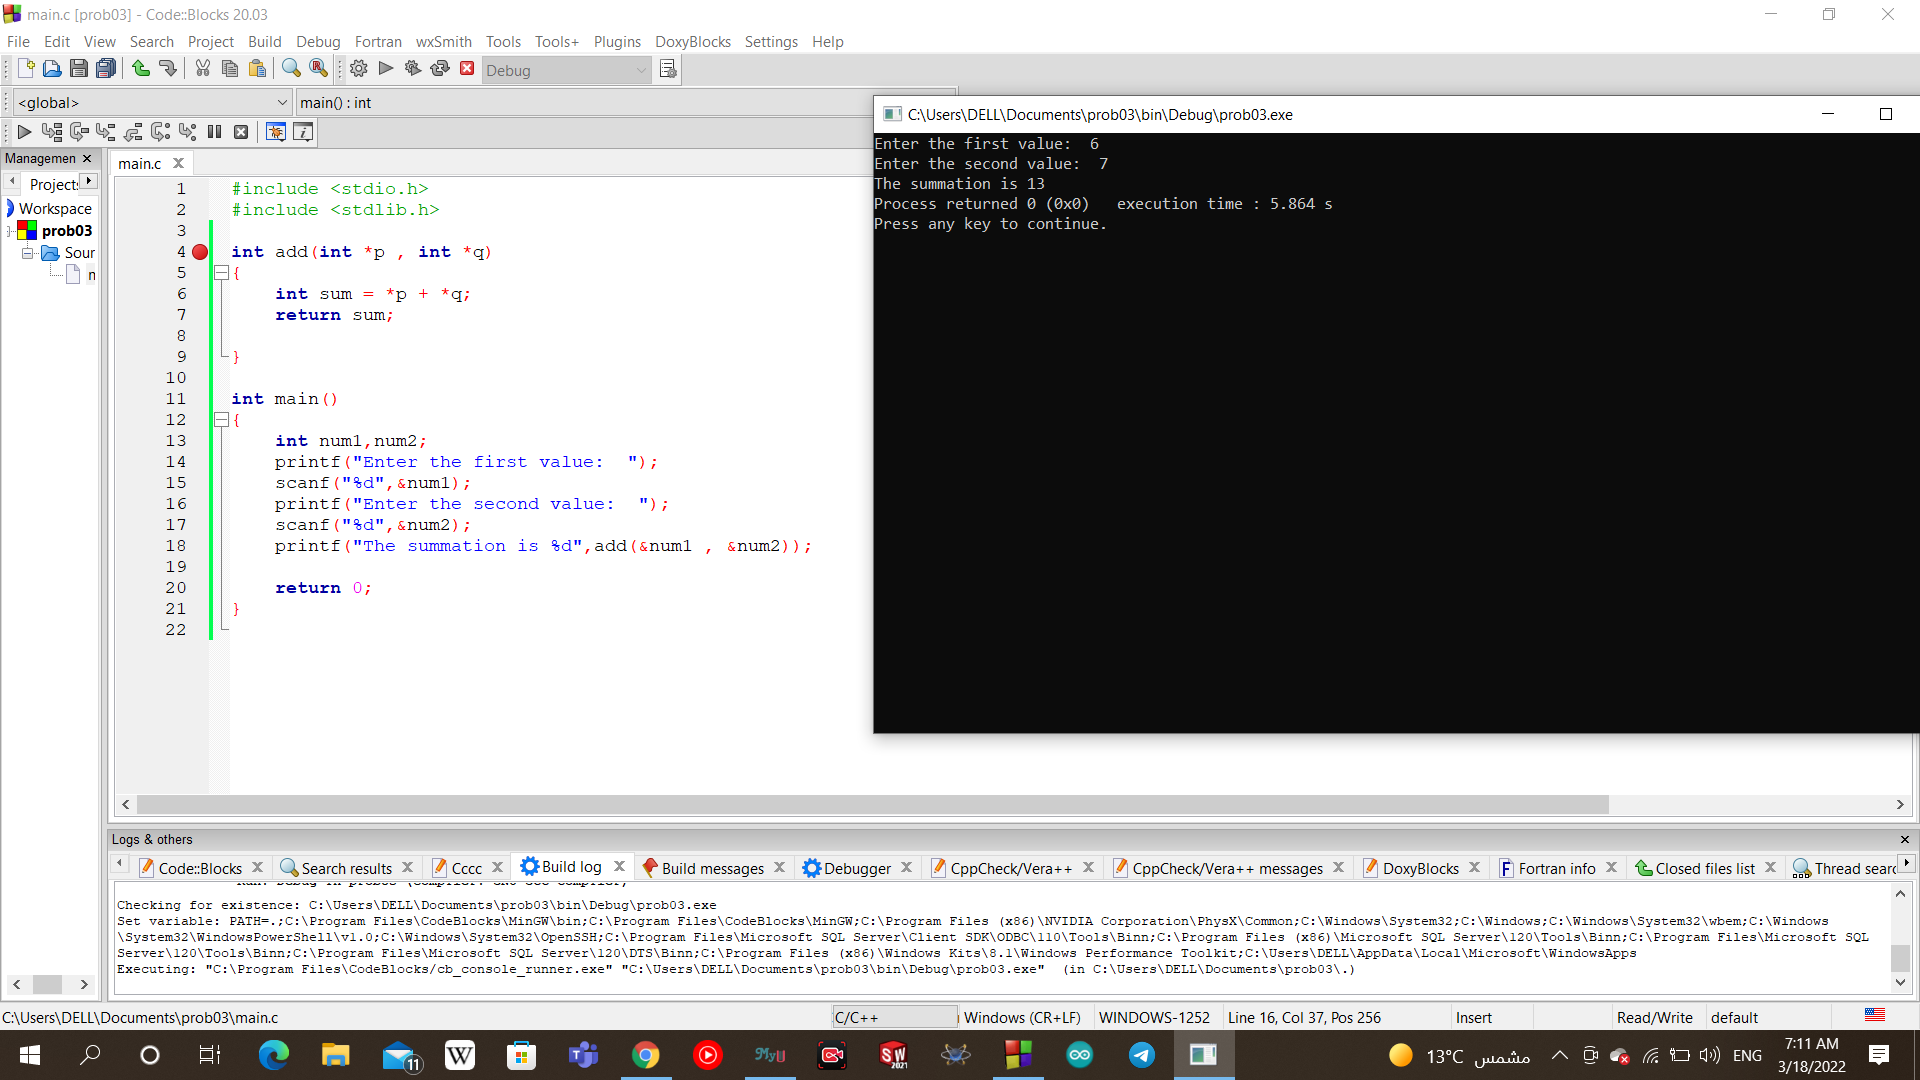 main.c [prob03] - Code::Blocks 20.03
File Edit View Search Project Build Debug Fortran wxSmith Tools Tools+ Plugins DoxyBlocks Settings Help
Debug
<global> main() : int
C:\Users\DELL\Documents\prob03\bin\Debug\prob03.exe
Enter the first value:  6
Enter the second value:  7
The summation is 13
Process returned 0 (0x0)   execution time : 5.864 s
Press any key to continue.
Managemen
Projects
Workspace
prob03
Sour
main.c
1 #include <stdio.h>
2 #include <stdlib.h>
3
4 int add(int *p , int *q)
5 {
6     int sum = *p + *q;
7     return sum;
8
9 }
10
11 int main()
12 {
13     int num1,num2;
14     printf("Enter the first value:  ");
15     scanf("%d",&num1);
16     printf("Enter the second value:  ");
17     scanf("%d",&num2);
18     printf("The summation is %d",add(&num1 , &num2));
19
20     return 0;
21 }
22
Logs & others
Code::Blocks Search results Cccc Build log Build messages Debugger CppCheck/Vera++ CppCheck/Vera++ messages DoxyBlocks Fortran info Closed files list Thread searc
Checking for existence: C:\Users\DELL\Documents\prob03\bin\Debug\prob03.exe
Set variable: PATH=.;C:\Program Files\CodeBlocks\MinGW\bin;C:\Program Files\CodeBlocks\MinGW;C:\Program Files (x86)\NVIDIA Corporation\PhysX\Common;C:\Windows\System32;C:\Windows;C:\Windows\System32\wbem;C:\Windows
\System32\WindowsPowerShell\v1.0;C:\Windows\System32\OpenSSH;C:\Program Files\Microsoft SQL Server\Client SDK\ODBC\110\Tools\Binn;C:\Program Files (x86)\Microsoft SQL Server\120\Tools\Binn;C:\Program Files\Microsoft SQL
Server\120\Tools\Binn;C:\Program Files\Microsoft SQL Server\120\DTS\Binn;C:\Program Files (x86)\Windows Kits\8.1\Windows Performance Toolkit;C:\Users\DELL\AppData\Local\Microsoft\WindowsApps
Executing: "C:\Program Files\CodeBlocks/cb_console_runner.exe" "C:\Users\DELL\Documents\prob03\bin\Debug\prob03.exe"  (in C:\Users\DELL\Documents\prob03\.)
C:\Users\DELL\Documents\prob03\main.c C/C++ Windows (CR+LF) WINDOWS-1252 Line 16, Col 37, Pos 256 Insert Read/Write default
11 W MyU SW 2021 13°C مشمس ENG 7:11 AM
3/18/2022